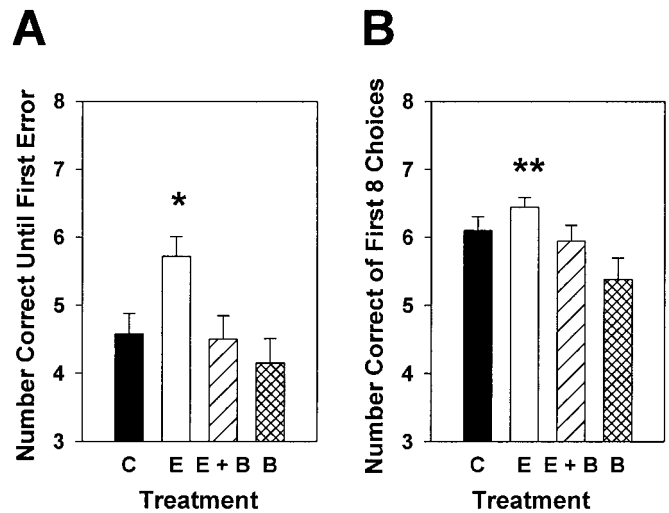 A
B
Number Correct Until First Error
8
7
6
5
4
3
*
C E E + B B
Treatment
Number Correct of First 8 Choices
8
7
6
5
4
3
**
C E E + B B
Treatment